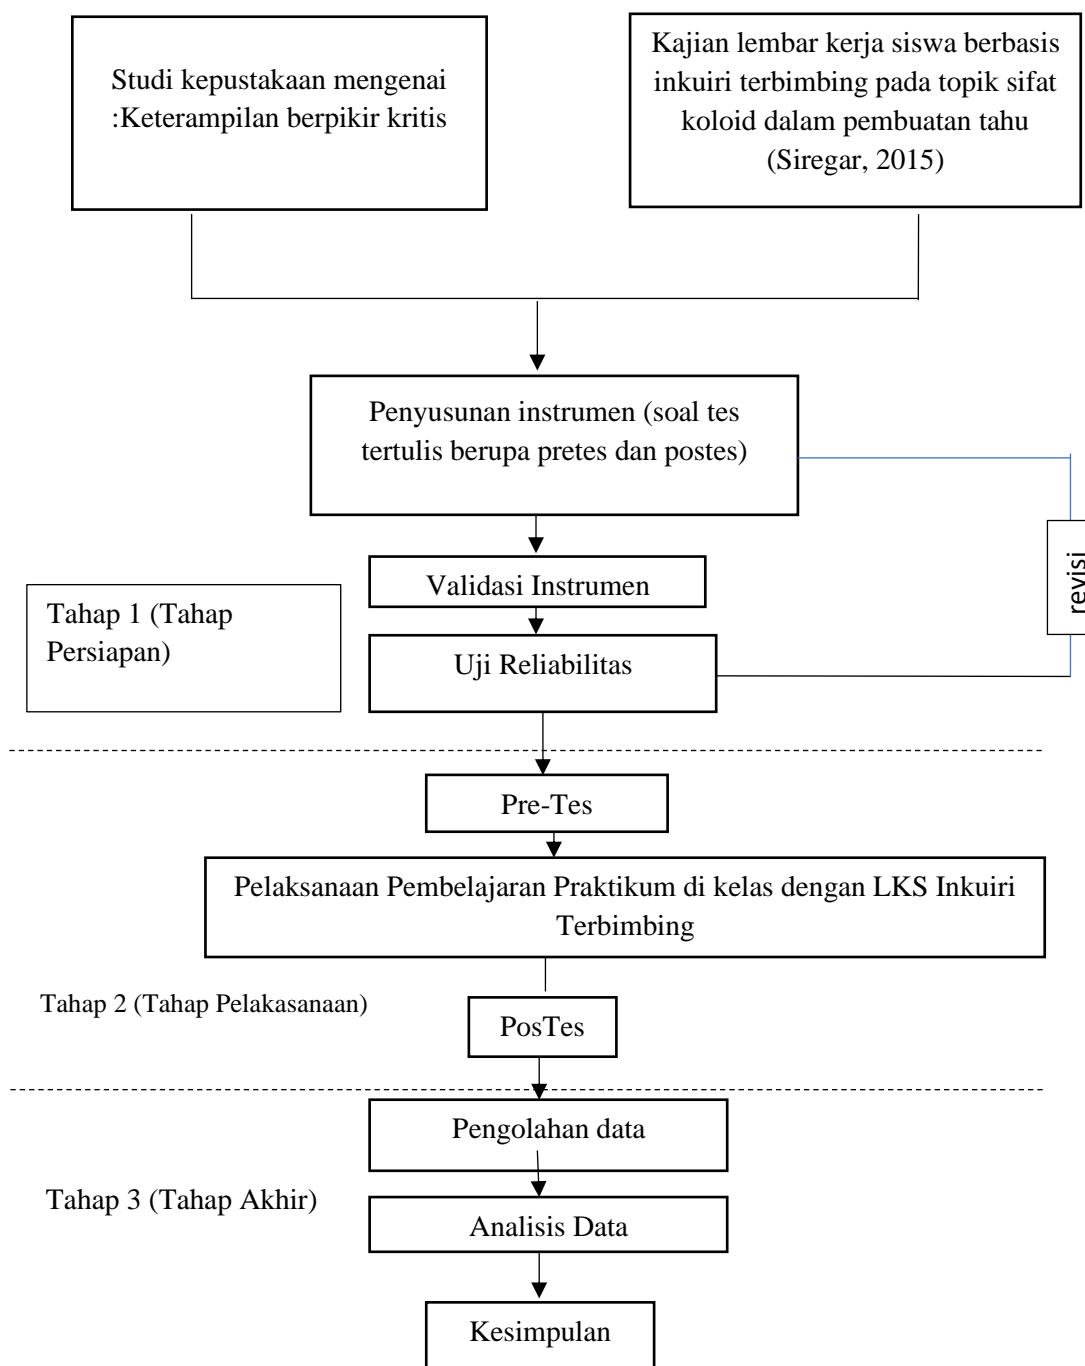 Studi kepustakaan mengenai
:Keterampilan berpikir kritis
Kajian lembar kerja siswa berbasis
inkuiri terbimbing pada topik sifat
koloid dalam pembuatan tahu
(Siregar, 2015)
Penyusunan instrumen (soal tes
tertulis berupa pretes dan postes)
revisi
Validasi Instrumen
Tahap 1 (Tahap
Persiapan)
Uji Reliabilitas
Pre-Tes
Pelaksanaan Pembelajaran Praktikum di kelas dengan LKS Inkuiri
Terbimbing
Tahap 2 (Tahap Pelakasanaan)
PosTes
Pengolahan data
Tahap 3 (Tahap Akhir)
Analisis Data
Kesimpulan